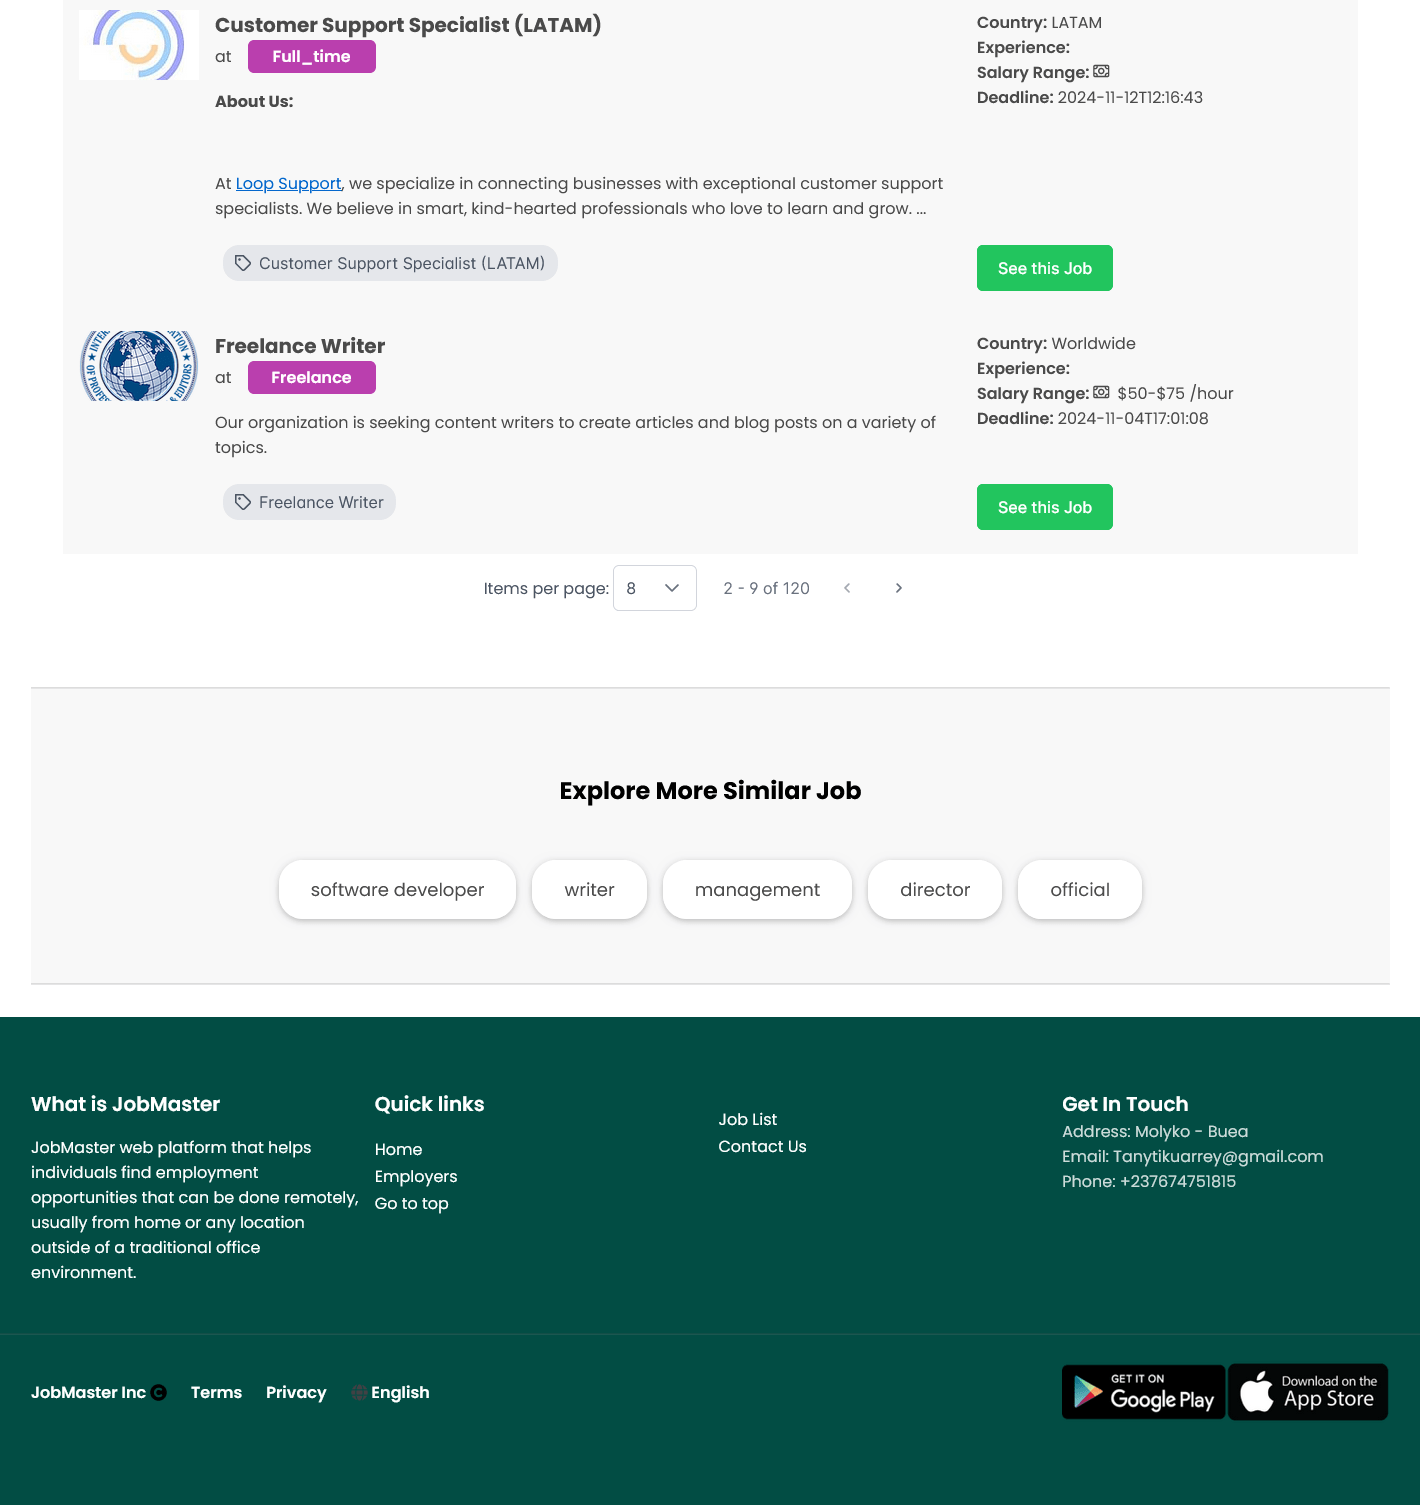 Customer Support Specialist (LATAM)
at Full_time
About Us:
At Loop Support, we specialize in connecting businesses with exceptional customer support
specialists. We believe in smart, kind-hearted professionals who love to learn and grow. ...
Customer Support Specialist (LATAM)
Country: LATAM
Experience:
Salary Range:
Deadline: 2024-11-12T12:16:43
See this Job
OF PROFES
& EDITORS
Freelance Writer
at Freelance
Our organization is seeking content writers to create articles and blog posts on a variety of
topics.
Freelance Writer
Country: Worldwide
Experience:
Salary Range: $50-$75 /hour
Deadline: 2024-11-04T17:01:08
See this Job
Items per page: 8 2 - 9 of 120
Explore More Similar Job
software developer
writer
management
director
official
What is JobMaster
JobMaster web platform that helps
individuals find employment
opportunities that can be done remotely,
usually from home or any location
outside of a traditional office
environment.
Quick links
Home
Employers
Go to top
Job List
Contact Us
Get In Touch
Address: Molyko - Buea
Email: Tanytikuarrey@gmail.com
Phone: +237674751815
JobMaster Inc
Terms
Privacy
English
GET IT ON
Google Play
Download on the
App Store